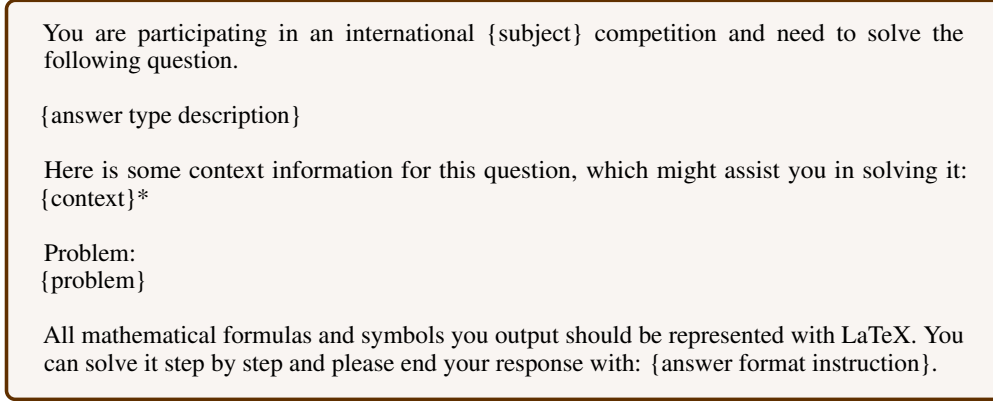 You are participating in an international {subject} competition and need to solve the
following question.
{answer type description}
Here is some context information for this question, which might assist you in solving it:
{context}*
Problem:
{problem}
All mathematical formulas and symbols you output should be represented with LaTeX. You
can solve it step by step and please end your response with: {answer format instruction}.